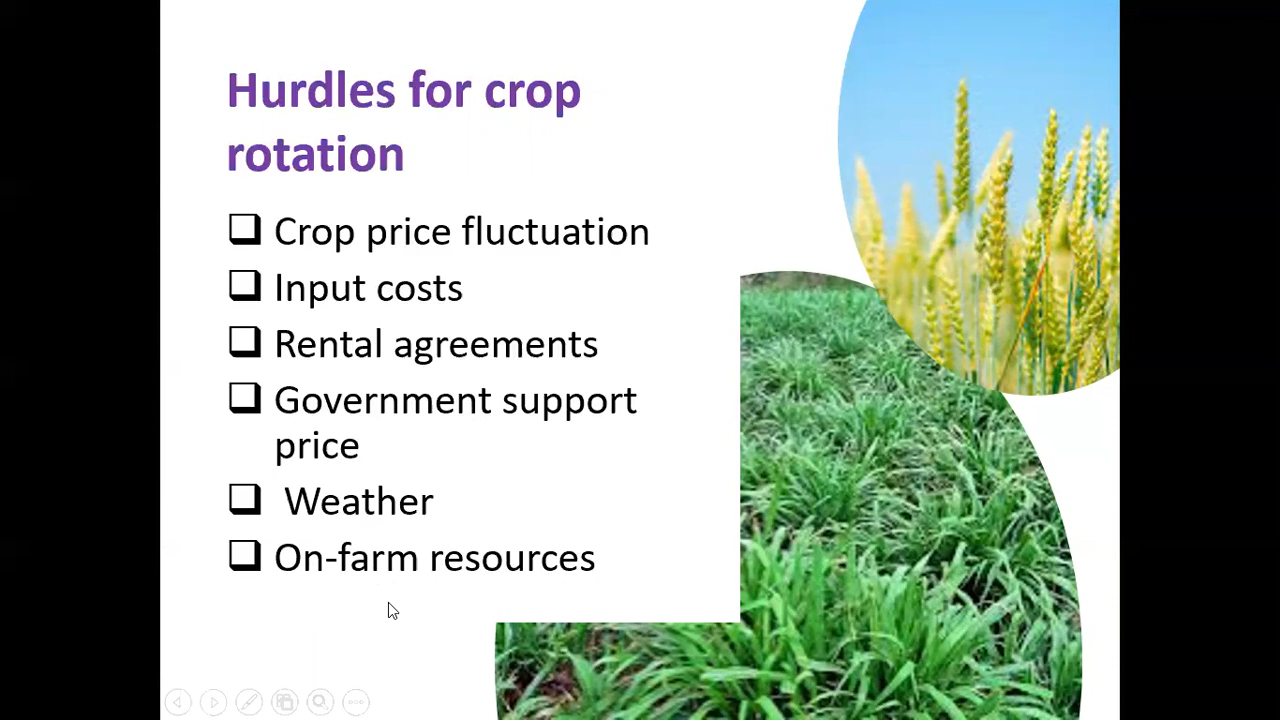 Hurdles for crop
rotation
❑ Crop price fluctuation
❑ Input costs
❑ Rental agreements
❑ Government support
price
❑ Weather
❑ On-farm resources